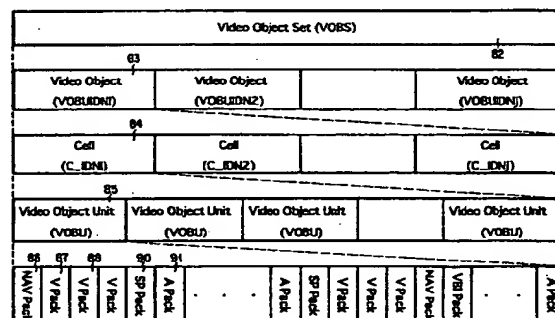 Video Object Set (VOBS)
82
83
Video Object Video Object Video Object
(VOBUIDN1) (VOBUIDN2) (VOBUIDNj)
84
Cell Cell Cell
(C_IDN1) (C_IDN2) (C_IDNj)
85
Video Object Unit Video Object Unit Video Object Unit Video Object Unit
(VOBU) (VOBU) (VOBU) (VOBU)
86 87 88 90 91
NAV Pack
V Pack
V Pack
V Pack
SP Pack
A Pack
. . .
A Pack
SP Pack
V Pack
V Pack
V Pack
NAV Pack
VBI Pack
. .
A Pack